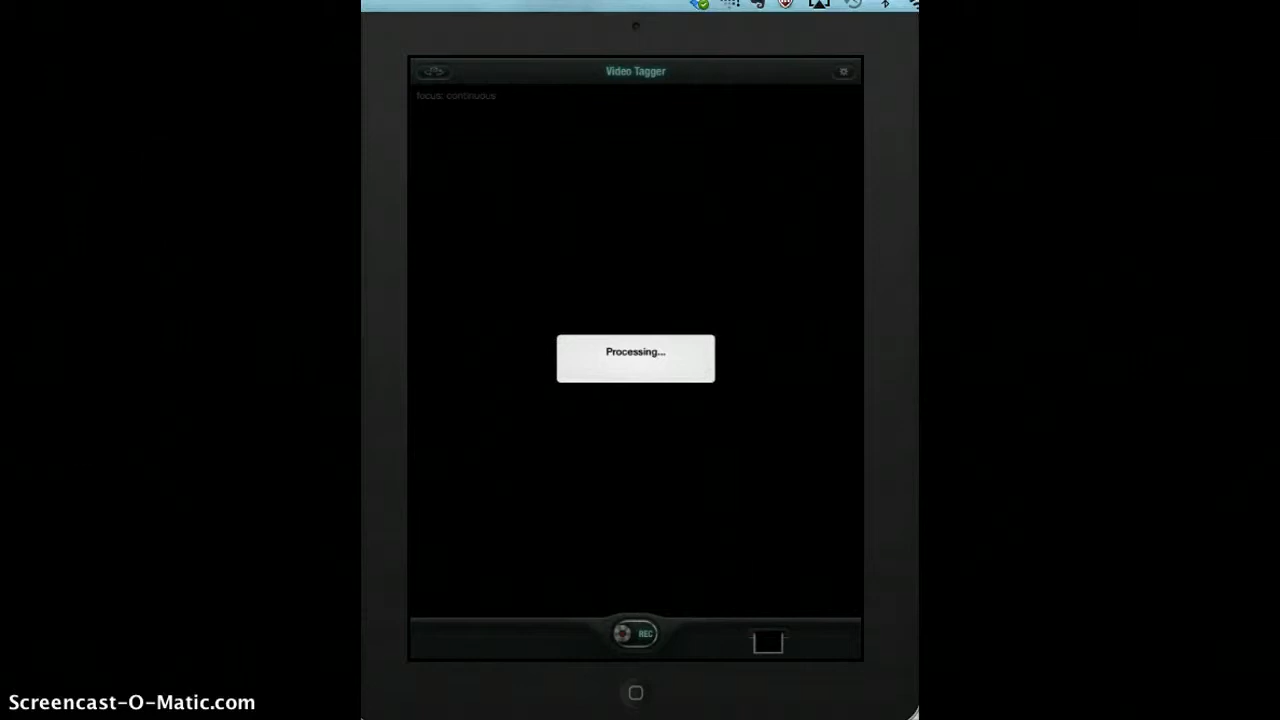 Video Tagger
focus: continuous
Processing...
REC
Screencast-O-Matic.com